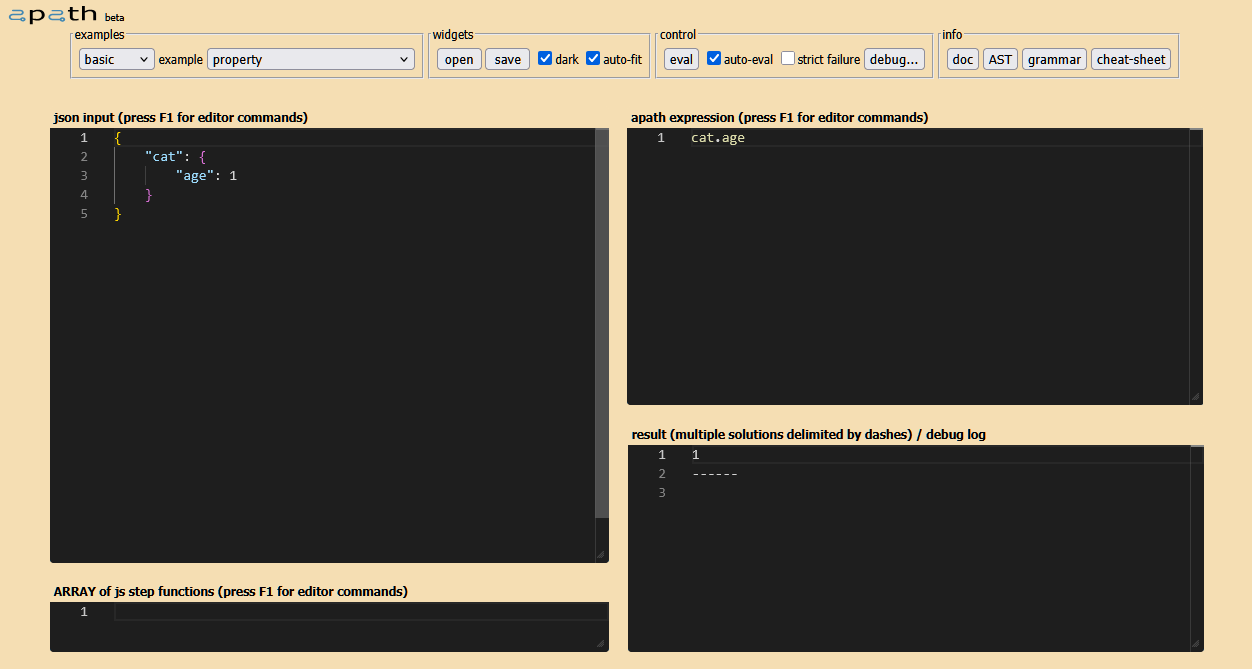 apath beta
examples
basic example property
widgets
open save dark auto-fit
control
eval auto-eval strict failure debug...
info
doc AST grammar cheat-sheet
json input (press F1 for editor commands)
1 {
2 "cat": {
3 "age": 1
4 }
5 }
ARRAY of js step functions (press F1 for editor commands)
1
apath expression (press F1 for editor commands)
1 cat.age
result (multiple solutions delimited by dashes) / debug log
1 1
2 ------
3